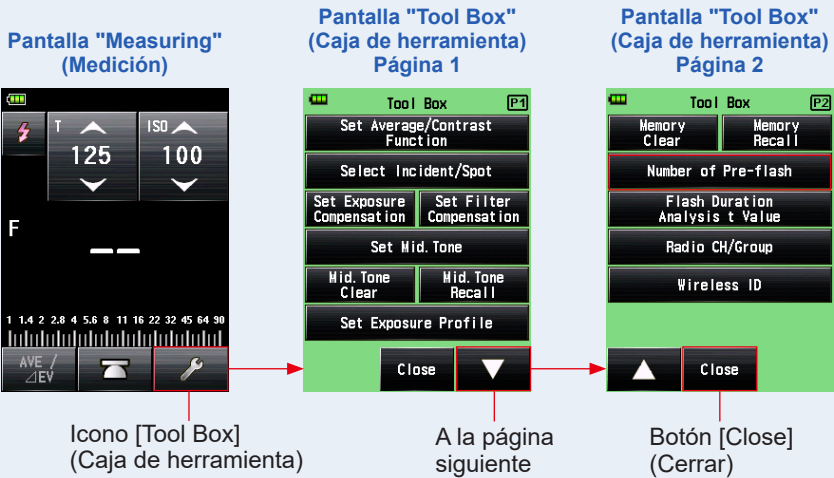 Pantalla "Measuring"
(Medición)
T
125
ISO
100
F
1 1.4 2 2.8 4 5.6 8 11 16 22 32 45 64 90
AVE /
⊿EV
Icono [Tool Box]
(Caja de herramienta)
Pantalla "Tool Box"
(Caja de herramienta)
Página 1
Tool Box P1
Set Average/Contrast
Function
Select Incident/Spot
Set Exposure
Compensation
Set Filter
Compensation
Set Mid. Tone
Mid. Tone
Clear
Mid. Tone
Recall
Set Exposure Profile
Close
A la página
siguiente
Pantalla "Tool Box"
(Caja de herramienta)
Página 2
Tool Box P2
Memory
Clear
Memory
Recall
Number of Pre-flash
Flash Duration
Analysis t Value
Radio CH/Group
Wireless ID
Close
Botón [Close]
(Cerrar)